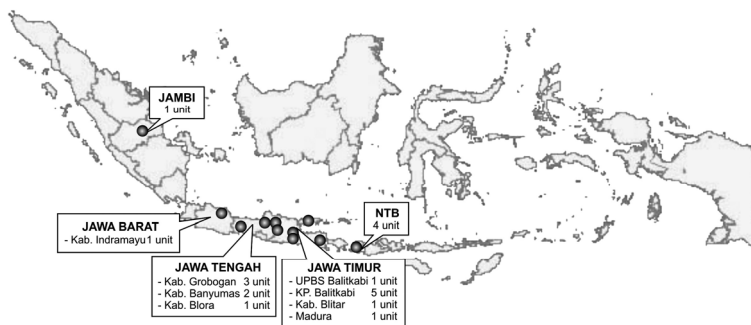 JAMBI
1 unit
JAWA BARAT
- Kab. Indramayu 1 unit
JAWA TENGAH
- Kab. Grobogan 3 unit
- Kab. Banyumas 2 unit
- Kab. Blora 1 unit
JAWA TIMUR
- UPBS Balitkabi 1 unit
- KP. Balitkabi 5 unit
- Kab. Blitar 1 unit
- Madura 1 unit
NTB
4 unit